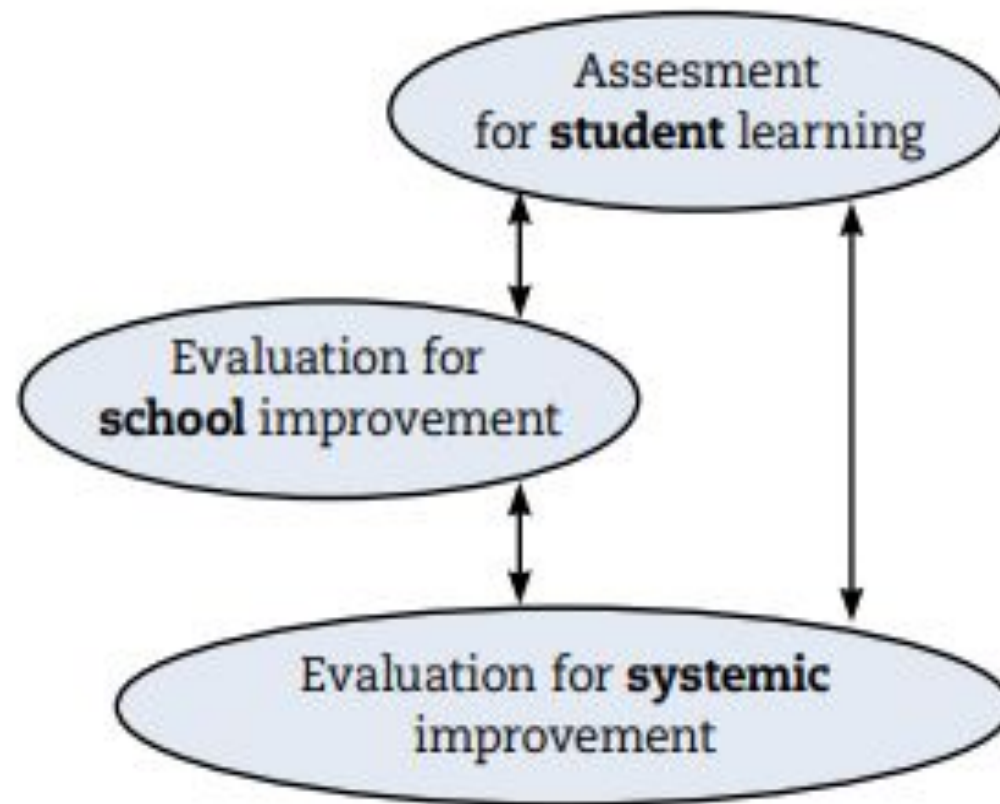 Assesment
for student learning
Evaluation for
school improvement
Evaluation for systemic
improvement